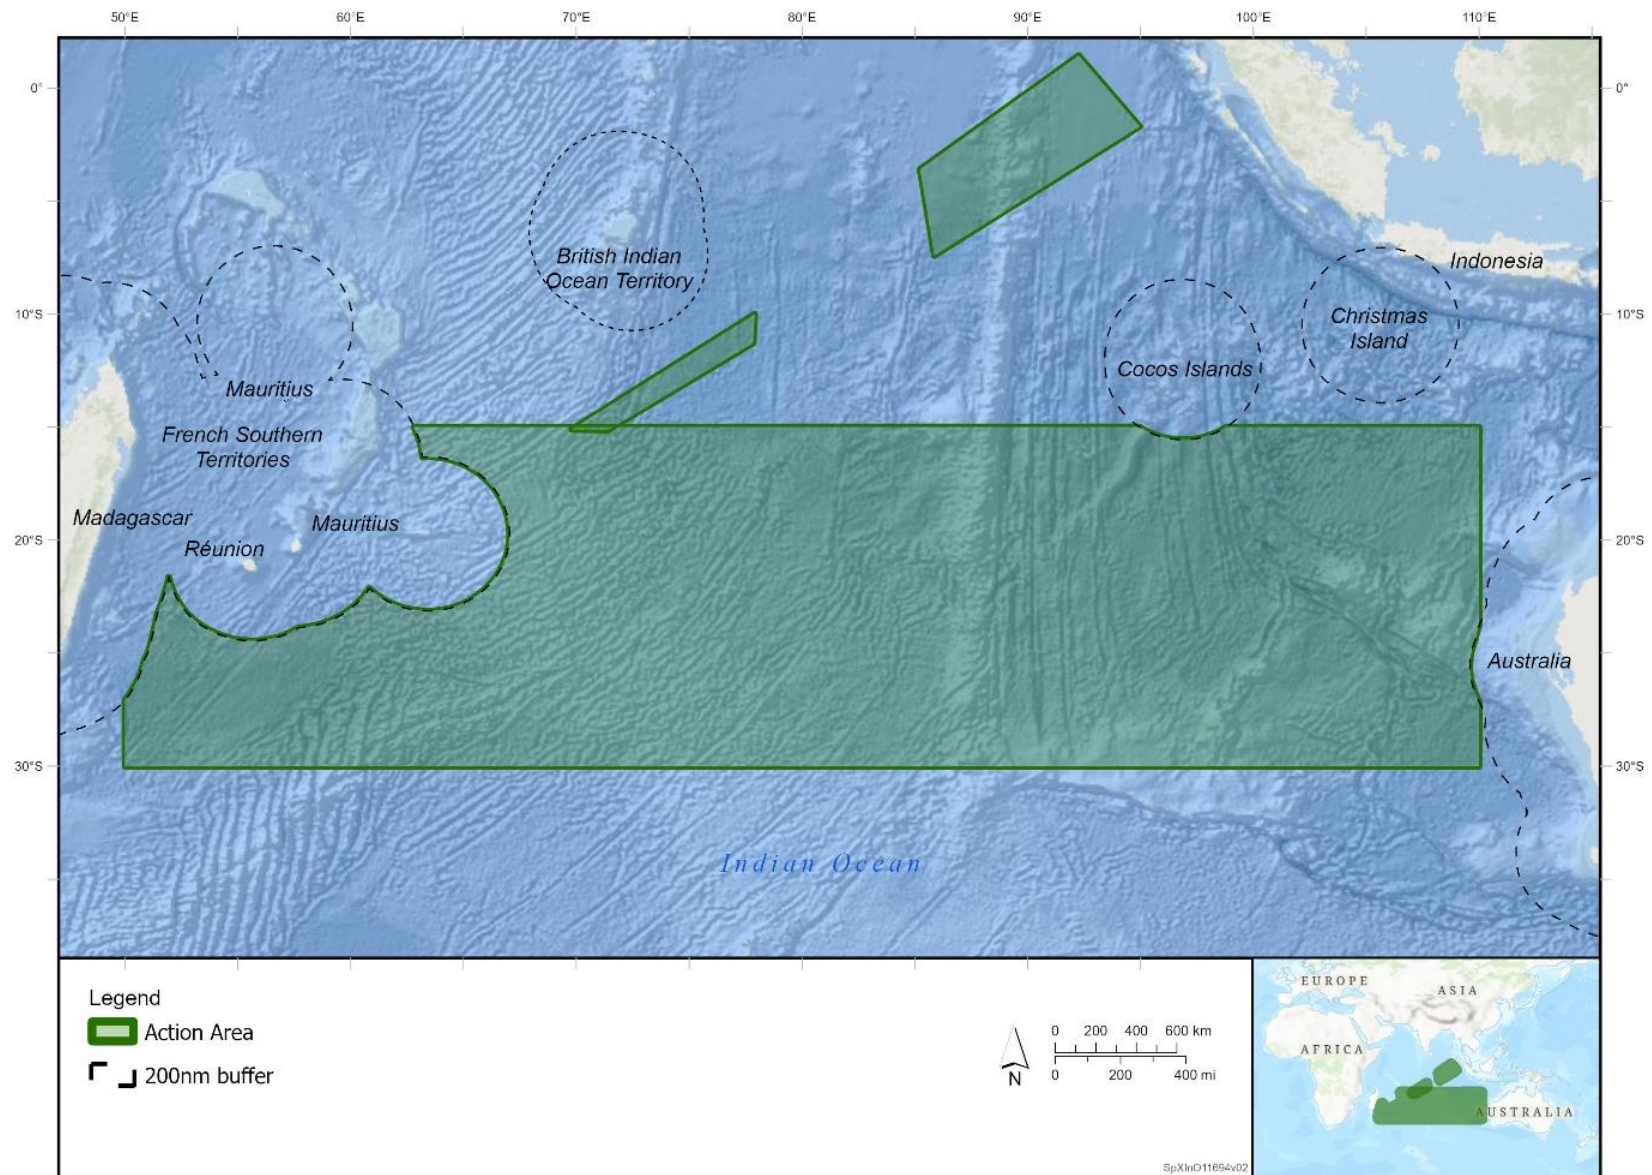 50°E 60°E 70°E 80°E 90°E 100°E 110°E
0° 0°
British Indian
Ocean Territory
Indonesia
10°S 10°S
Christmas
Island
Cocos Islands
Mauritius
French Southern
Territories
Madagascar
Mauritius
20°S 20°S
Réunion
Australia
30°S 30°S
Indian Ocean
Legend
Action Area
200nm buffer
N
0 200 400 600 km
0 200 400 mi
EUROPE
ASIA
AFRICA
AUSTRALIA
SpXInO11694v02